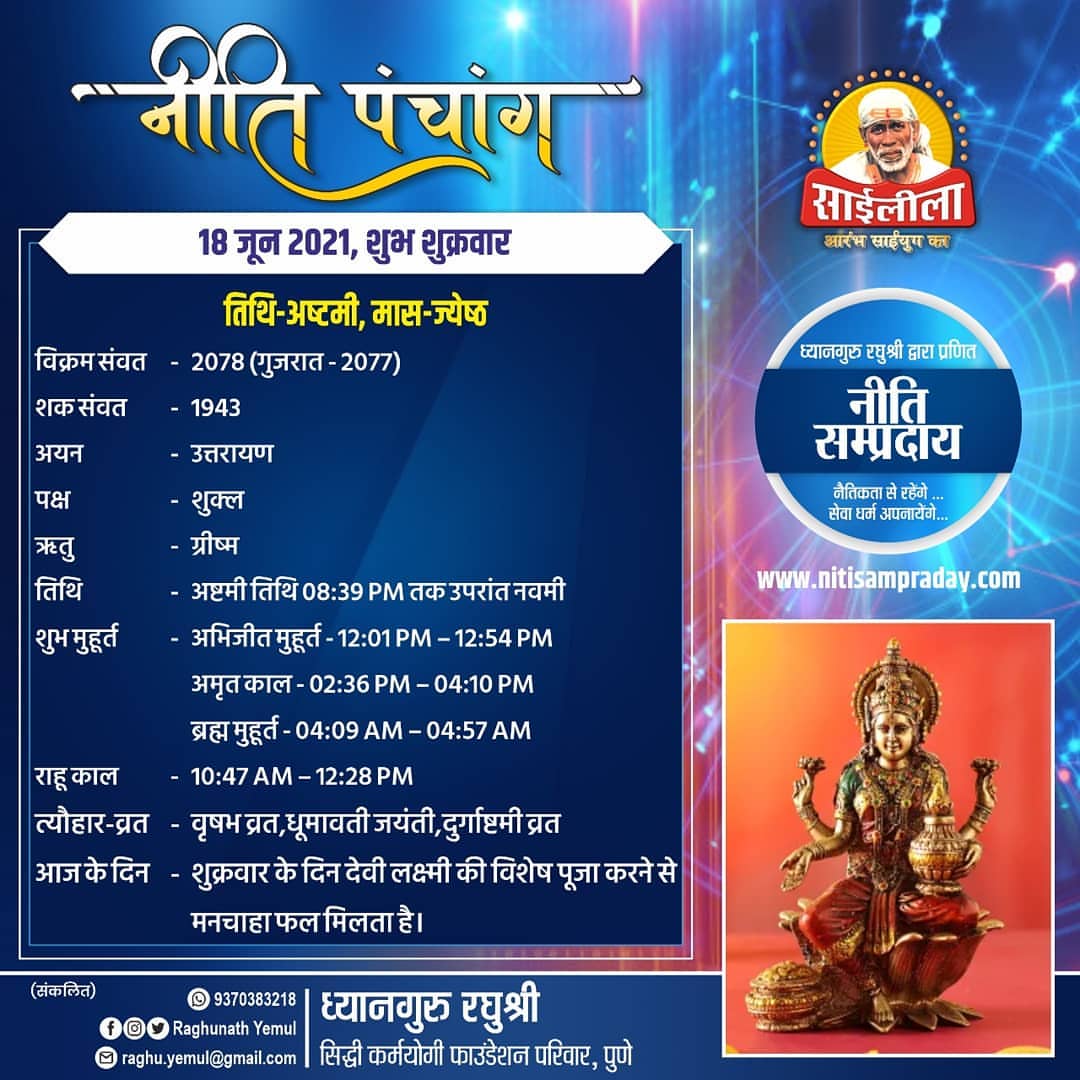 नीति पंचांग
साईलीला
आरंभ साईयुग का
18 जून 2021, शुभ शुक्रवार
तिथि-अष्टमी, मास-ज्येष्ठ
विक्रम संवत - 2078 (गुजरात - 2077)
शक संवत - 1943
अयन - उत्तरायण
पक्ष - शुक्ल
ऋतु - ग्रीष्म
तिथि - अष्टमी तिथि 08:39 PM तक उपरांत नवमी
शुभ मुहूर्त - अभिजीत मुहूर्त - 12:01 PM – 12:54 PM
अमृत काल - 02:36 PM – 04:10 PM
ब्रह्म मुहूर्त - 04:09 AM – 04:57 AM
राहू काल - 10:47 AM – 12:28 PM
त्यौहार-व्रत - वृषभ व्रत,धूमावती जयंती,दुर्गाष्टमी व्रत
आज के दिन - शुक्रवार के दिन देवी लक्ष्मी की विशेष पूजा करने से
मनचाहा फल मिलता है।
ध्यानगुरु रघुश्री द्वारा प्रणित
नीति
सम्प्रदाय
नैतिकता से रहेंगे ...
सेवा धर्म अपनायेंगे...
www.nitisampraday.com
(संकलित)
9370383218
Raghunath Yemul
raghu.yemul@gmail.com
ध्यानगुरु रघुश्री
सिद्धी कर्मयोगी फाउंडेशन परिवार, पुणे